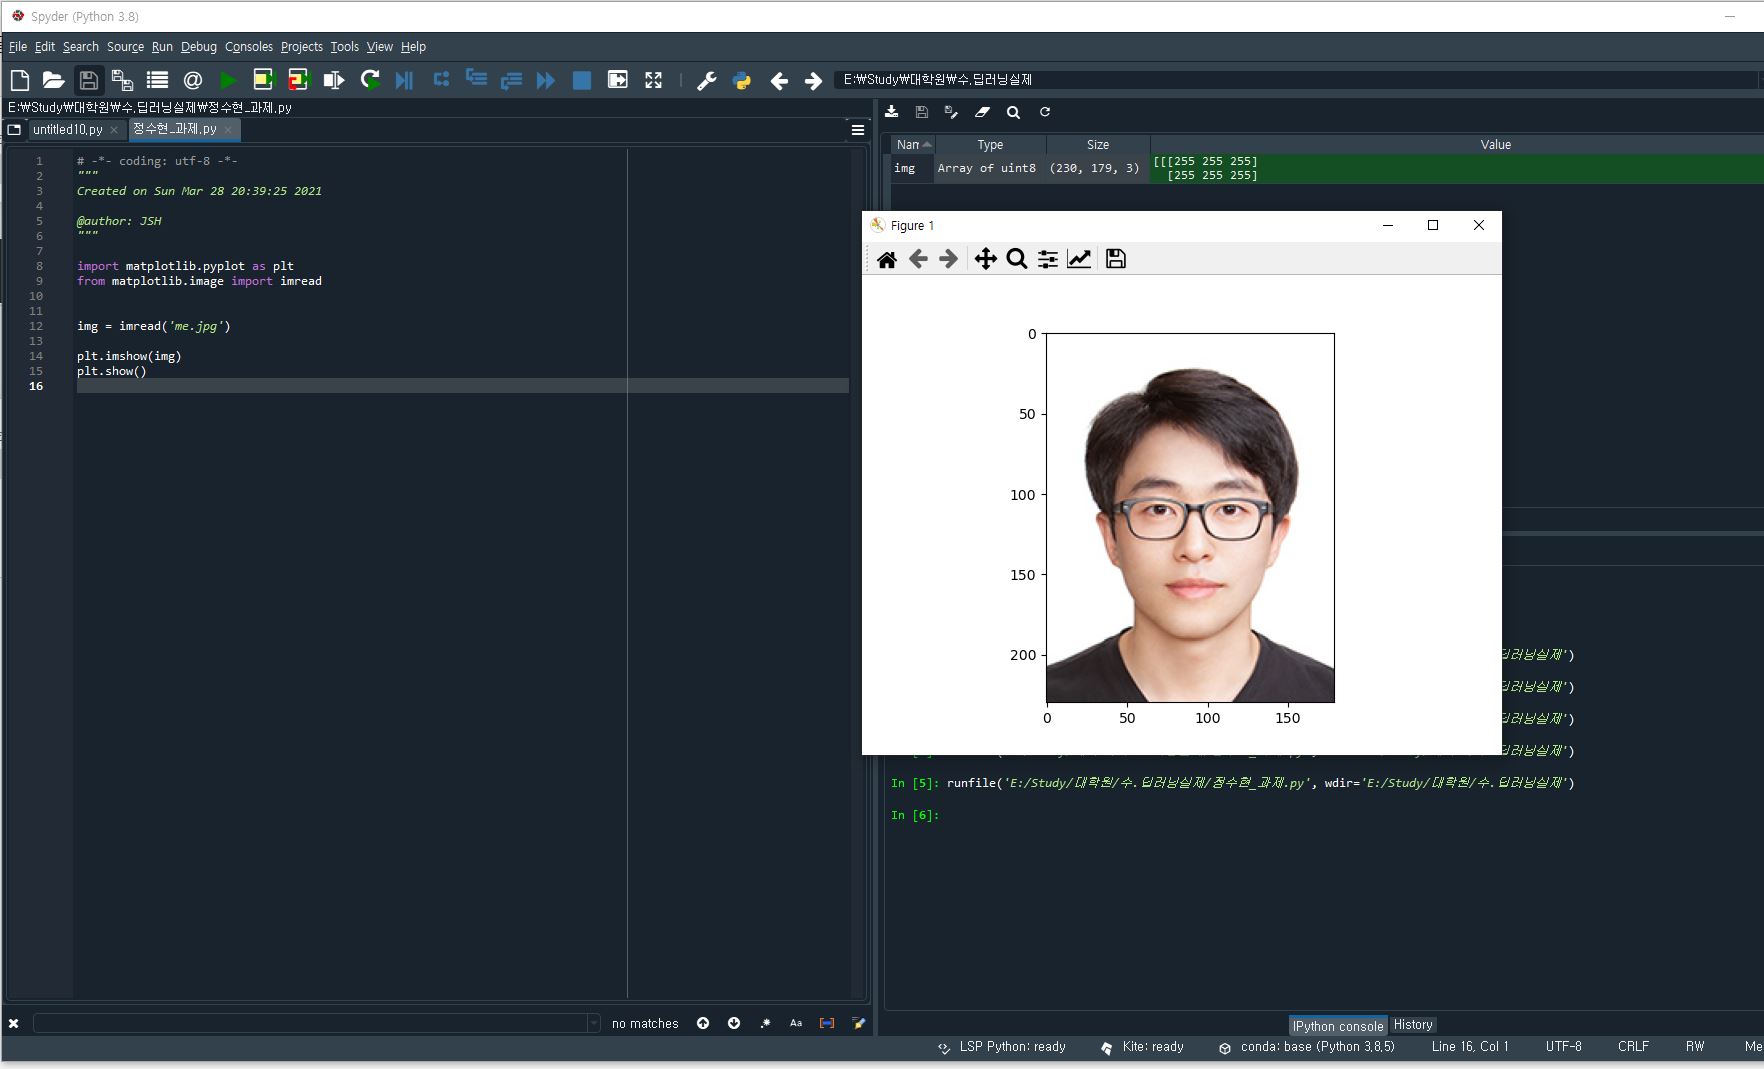 Spyder (Python 3.8)
File Edit Search Source Run Debug Consoles Projects Tools View Help
E:₩Study₩대학원₩수.딥러닝실제
E:₩Study₩대학원₩수.딥러닝실제₩정수현_과제.py
untitled10.py
정수현_과제.py
1 # -*- coding: utf-8 -*-
2 """
3 Created on Sun Mar 28 20:39:25 2021
4
5 @author: JSH
6 """
7
8 import matplotlib.pyplot as plt
9 from matplotlib.image import imread
10
11
12 img = imread('me.jpg')
13
14 plt.imshow(img)
15 plt.show()
16
no matches
Aa
Nan Type Size Value
img Array of uint8 (230, 179, 3) [[[255 255 255]
[255 255 255]
Figure 1
0
50
100
150
200
0 50 100 150
딥러닝실제')
딥러닝실제')
딥러닝실제')
딥러닝실제')
In [5]: runfile('E:/Study/대학원/수.딥러닝실제/정수현_과제.py', wdir='E:/Study/대학원/수.딥러닝실제')
In [6]:
IPython console History
LSP Python: ready Kite: ready conda: base (Python 3.8.5) Line 16, Col 1 UTF-8 CRLF RW Me